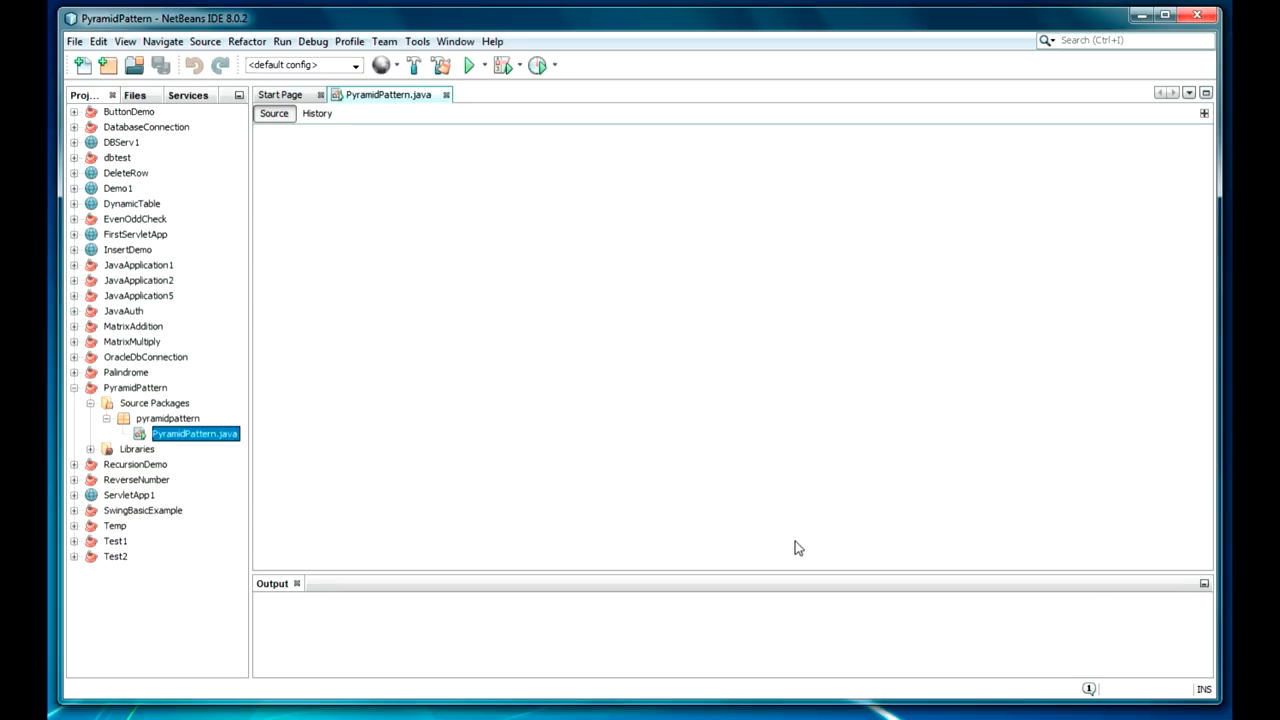 PyramidPattern - NetBeans IDE 8.0.2
File Edit View Navigate Source Refactor Run Debug Profile Team Tools Window Help
Search (Ctrl+I)
<default config>
Proj... Files Services
Start Page PyramidPattern.java
Source History
ButtonDemo
DatabaseConnection
DBServ1
dbtest
DeleteRow
Demo1
DynamicTable
EvenOddCheck
FirstServletApp
InsertDemo
JavaApplication1
JavaApplication2
JavaApplication5
JavaAuth
MatrixAddition
MatrixMultiply
OracleDbConnection
Palindrome
PyramidPattern
Source Packages
pyramidpattern
PyramidPattern.java
Libraries
RecursionDemo
ReverseNumber
ServletApp1
SwingBasicExample
Temp
Test1
Test2
Output
1 INS